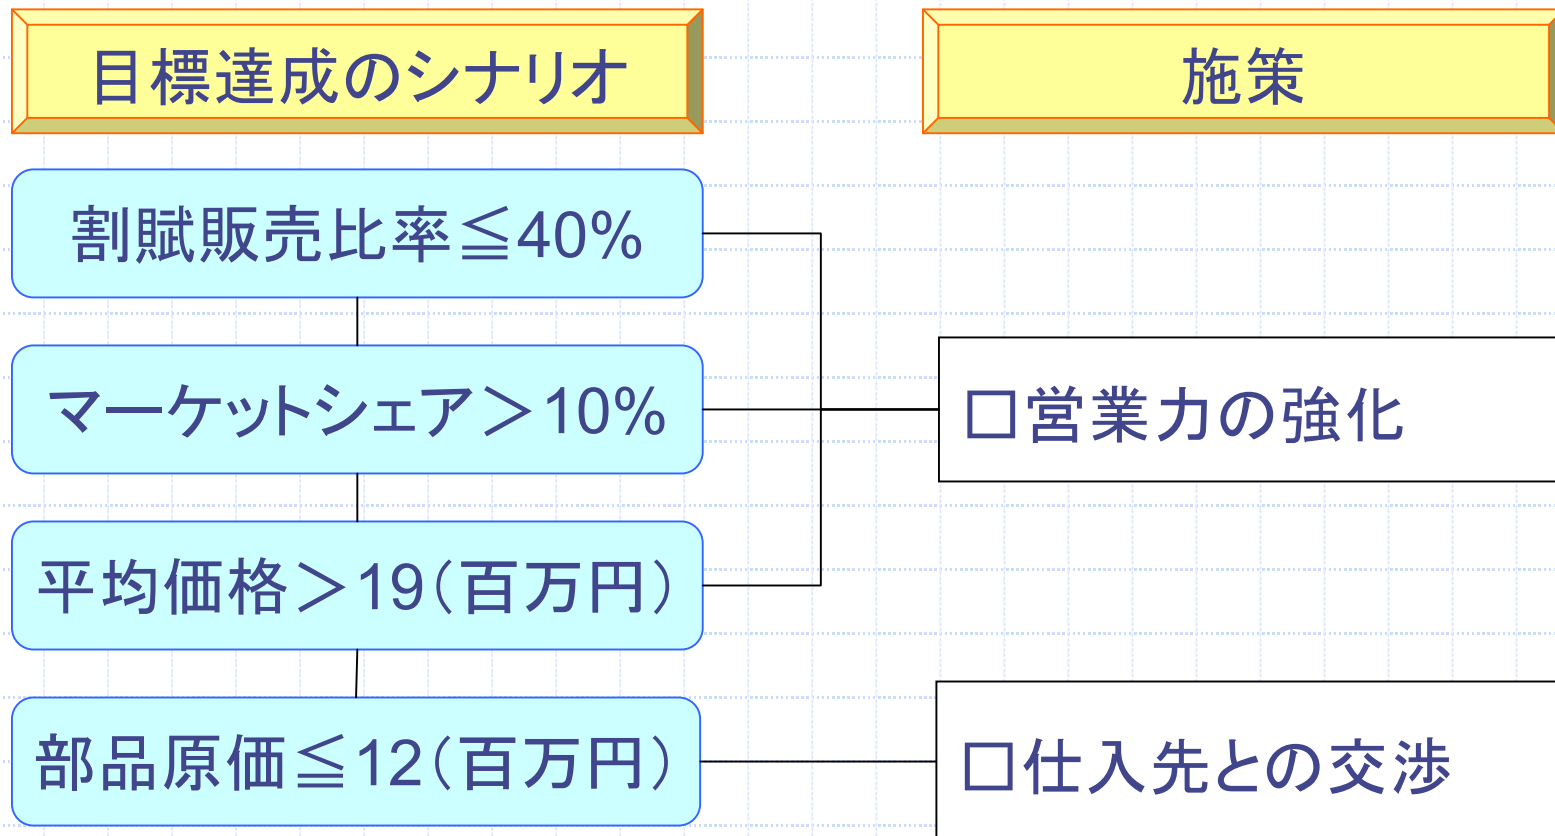 目標達成のシナリオ
施策
割賦販売比率≦40%
マーケットシェア＞10%
平均価格＞19(百万円)
部品原価≦12(百万円)
□営業力の強化
□仕入先との交渉